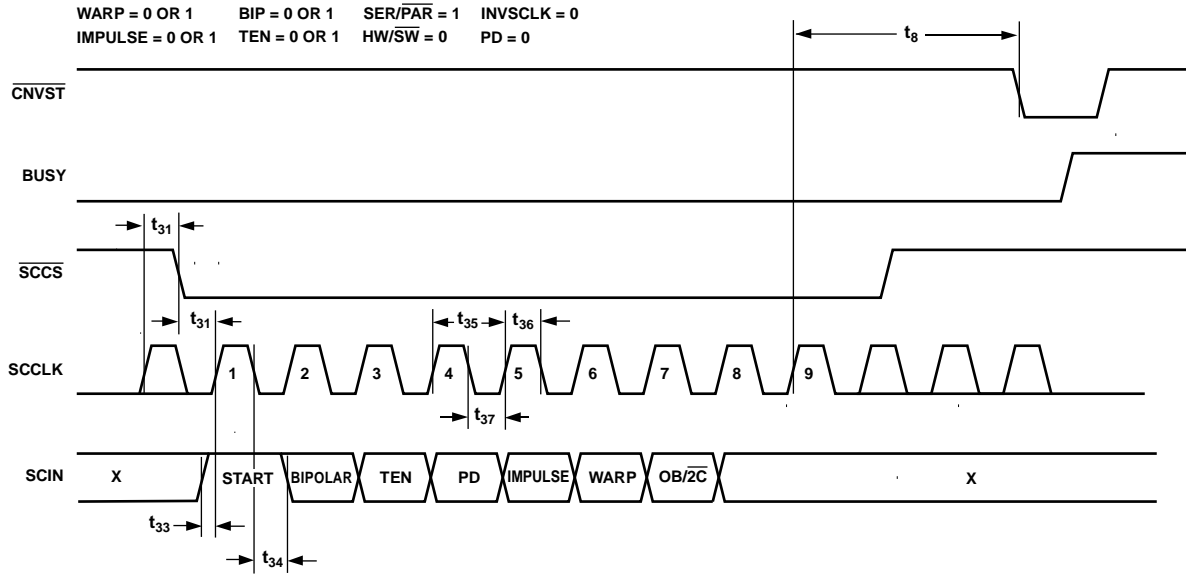 WARP = 0 OR 1 BIP = 0 OR 1 SER/PAR = 1 INVSCLK = 0
IMPULSE = 0 OR 1 TEN = 0 OR 1 HW/SW = 0 PD = 0
t8
CNVST
BUSY
t31
SCCS
t31
t35
t36
SCCLK
1 2 3 4 5 6 7 8 9
t37
SCIN
X START BIPOLAR TEN PD IMPULSE WARP OB/2C X
t33
t34